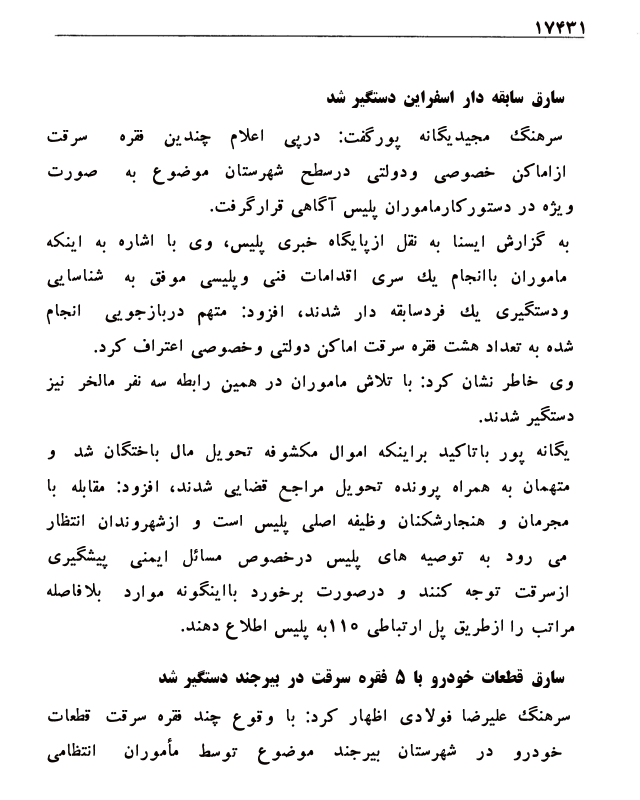 ۱۷۴۳۱
سارق سابقه دار اسفراین دستگیر شد
سرهنگ مجیدیگانه پورگفت: درپی اعلام چندین فقره سرقت
ازاماکن خصوصی ودولتی درسطح شهرستان موضوع به صورت
ویژه در دستورکارماموران پلیس آگاهی قرارگرفت.
به گزارش ایسنا به نقل ازپایگاه خبری پلیس، وی با اشاره به اینکه
ماموران باانجام یك سری اقدامات فنی وپلیسی موفق به شناسایی
ودستگیری یك فردسابقه دار شدند، افزود: متهم دربازجویی انجام
شده به تعداد هشت فقره سرقت اماکن دولتی وخصوصی اعتراف کرد.
وی خاطر نشان کرد: با تلاش ماموران در همین رابطه سه نفر مالخر نیز
دستگیر شدند.
یگانه پور باتاکید براینکه اموال مکشوفه تحویل مال باختگان شد و
متهمان به همراه پرونده تحویل مراجع قضایی شدند، افزود: مقابله با
مجرمان و هنجارشکنان وظیفه اصلی پلیس است و ازشهروندان انتظار
می رود به توصیه های پلیس درخصوص مسائل ایمنی پیشگیری
ازسرقت توجه کنند و درصورت برخورد بااینگونه موارد بلافاصله
مراتب را ازطریق پل ارتباطی ۱۱۰به پلیس اطلاع دهند.
سارق قطعات خودرو با ۵ فقره سرقت در بیرجند دستگیر شد
سرهنگ علیرضا فولادی اظهار کرد: با وقوع چند فقره سرقت قطعات
خودرو در شهرستان بیرجند موضوع توسط مأموران انتظامی